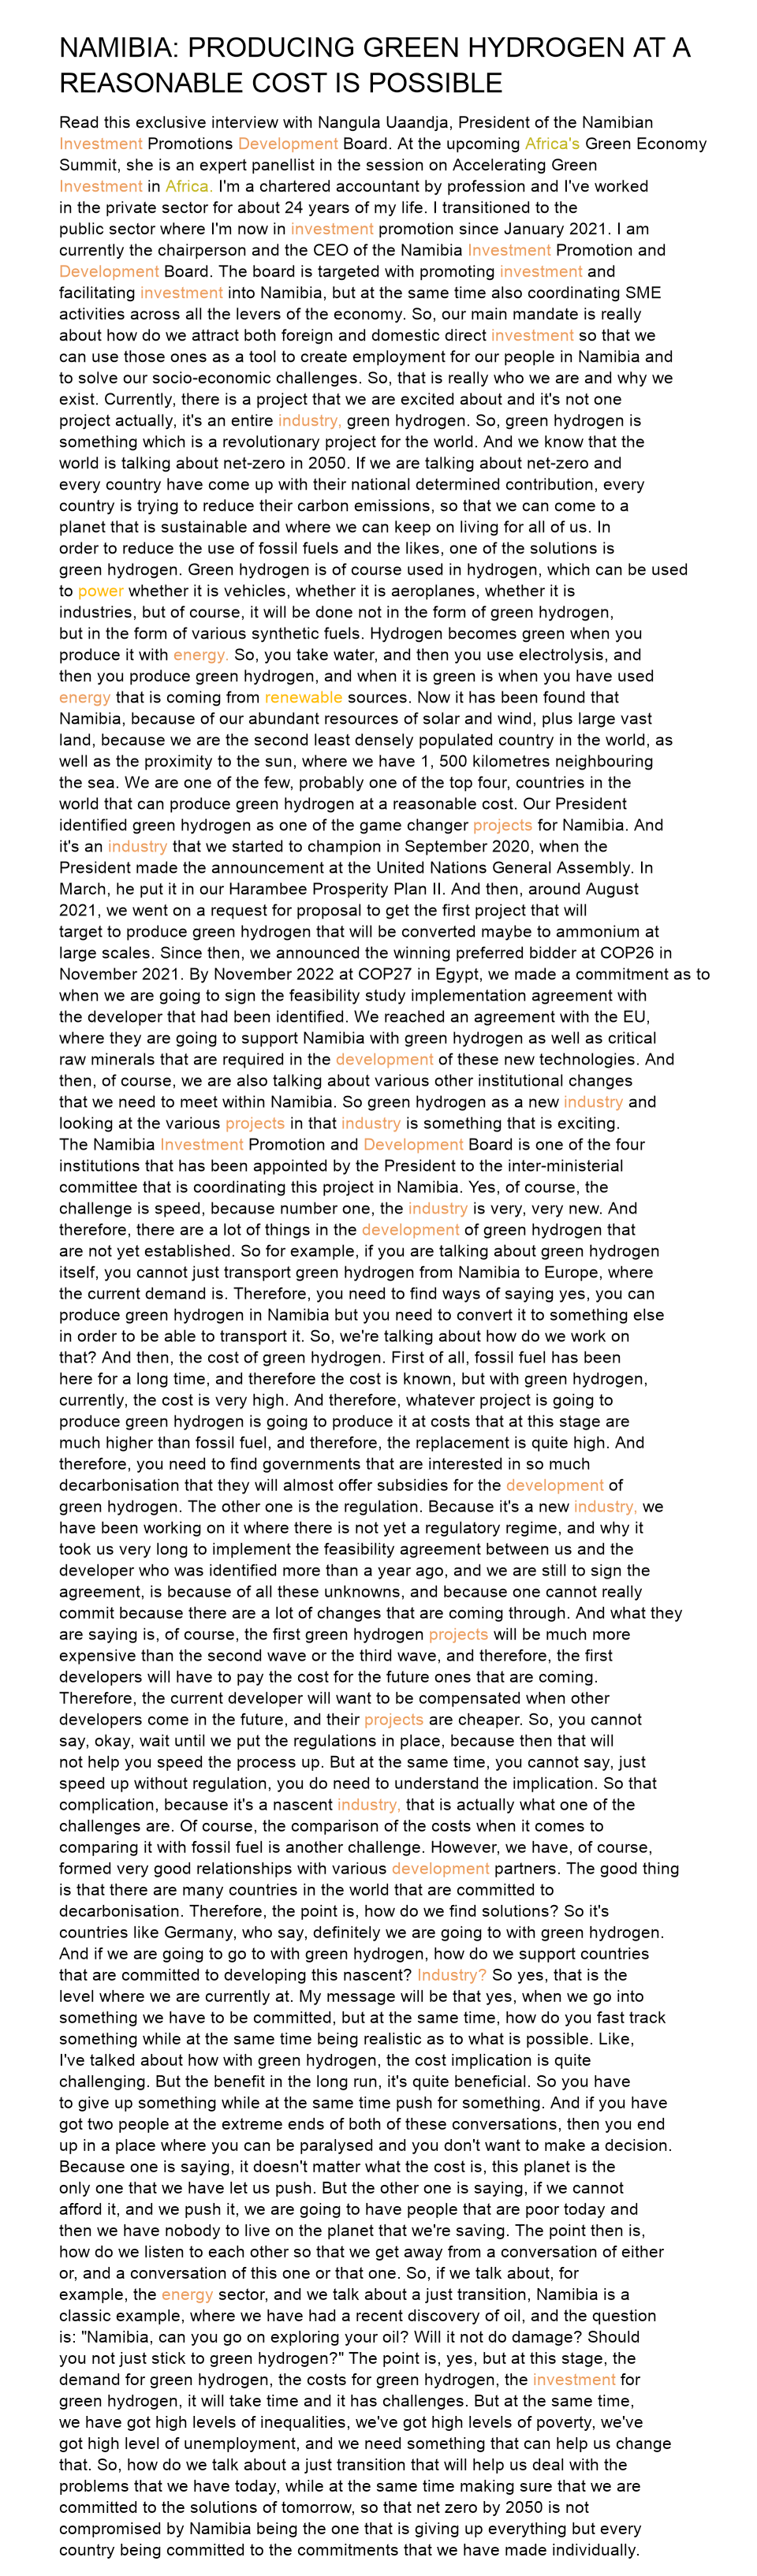 NAMIBIA: PRODUCING GREEN HYDROGEN AT A
REASONABLE COST IS POSSIBLE
Read this exclusive interview with Nangula Uaandja, President of the Namibian
Investment Promotions Development Board. At the upcoming Africa's Green Economy
Summit, she is an expert panellist in the session on Accelerating Green
Investment in Africa. I'm a chartered accountant by profession and I've worked
in the private sector for about 24 years of my life. I transitioned to the
public sector where I'm now in investment promotion since January 2021. I am
currently the chairperson and the CEO of the Namibia Investment Promotion and
Development Board. The board is targeted with promoting investment and
facilitating investment into Namibia, but at the same time also coordinating SME
activities across all the levers of the economy. So, our main mandate is really
about how do we attract both foreign and domestic direct investment so that we
can use those ones as a tool to create employment for our people in Namibia and
to solve our socio-economic challenges. So, that is really who we are and why we
exist. Currently, there is a project that we are excited about and it's not one
project actually, it's an entire industry, green hydrogen. So, green hydrogen is
something which is a revolutionary project for the world. And we know that the
world is talking about net-zero in 2050. If we are talking about net-zero and
every country have come up with their national determined contribution, every
country is trying to reduce their carbon emissions, so that we can come to a
planet that is sustainable and where we can keep on living for all of us. In
order to reduce the use of fossil fuels and the likes, one of the solutions is
green hydrogen. Green hydrogen is of course used in hydrogen, which can be used
to power whether it is vehicles, whether it is aeroplanes, whether it is
industries, but of course, it will be done not in the form of green hydrogen,
but in the form of various synthetic fuels. Hydrogen becomes green when you
produce it with energy. So, you take water, and then you use electrolysis, and
then you produce green hydrogen, and when it is green is when you have used
energy that is coming from renewable sources. Now it has been found that
Namibia, because of our abundant resources of solar and wind, plus large vast
land, because we are the second least densely populated country in the world, as
well as the proximity to the sun, where we have 1, 500 kilometres neighbouring
the sea. We are one of the few, probably one of the top four, countries in the
world that can produce green hydrogen at a reasonable cost. Our President
identified green hydrogen as one of the game changer projects for Namibia. And
it's an industry that we started to champion in September 2020, when the
President made the announcement at the United Nations General Assembly. In
March, he put it in our Harambee Prosperity Plan II. And then, around August
2021, we went on a request for proposal to get the first project that will
target to produce green hydrogen that will be converted maybe to ammonium at
large scales. Since then, we announced the winning preferred bidder at COP26 in
November 2021. By November 2022 at COP27 in Egypt, we made a commitment as to
when we are going to sign the feasibility study implementation agreement with
the developer that had been identified. We reached an agreement with the EU,
where they are going to support Namibia with green hydrogen as well as critical
raw minerals that are required in the development of these new technologies. And
then, of course, we are also talking about various other institutional changes
that we need to meet within Namibia. So green hydrogen as a new industry and
looking at the various projects in that industry is something that is exciting.
The Namibia Investment Promotion and Development Board is one of the four
institutions that has been appointed by the President to the inter-ministerial
committee that is coordinating this project in Namibia. Yes, of course, the
challenge is speed, because number one, the industry is very, very new. And
therefore, there are a lot of things in the development of green hydrogen that
are not yet established. So for example, if you are talking about green hydrogen
itself, you cannot just transport green hydrogen from Namibia to Europe, where
the current demand is. Therefore, you need to find ways of saying yes, you can
produce green hydrogen in Namibia but you need to convert it to something else
in order to be able to transport it. So, we're talking about how do we work on
that? And then, the cost of green hydrogen. First of all, fossil fuel has been
here for a long time, and therefore the cost is known, but with green hydrogen,
currently, the cost is very high. And therefore, whatever project is going to
produce green hydrogen is going to produce it at costs that at this stage are
much higher than fossil fuel, and therefore, the replacement is quite high. And
therefore, you need to find governments that are interested in so much
decarbonisation that they will almost offer subsidies for the development of
green hydrogen. The other one is the regulation. Because it's a new industry, we
have been working on it where there is not yet a regulatory regime, and why it
took us very long to implement the feasibility agreement between us and the
developer who was identified more than a year ago, and we are still to sign the
agreement, is because of all these unknowns, and because one cannot really
commit because there are a lot of changes that are coming through. And what they
are saying is, of course, the first green hydrogen projects will be much more
expensive than the second wave or the third wave, and therefore, the first
developers will have to pay the cost for the future ones that are coming.
Therefore, the current developer will want to be compensated when other
developers come in the future, and their projects are cheaper. So, you cannot
say, okay, wait until we put the regulations in place, because then that will
not help you speed the process up. But at the same time, you cannot say, just
speed up without regulation, you do need to understand the implication. So that
complication, because it's a nascent industry, that is actually what one of the
challenges are. Of course, the comparison of the costs when it comes to
comparing it with fossil fuel is another challenge. However, we have, of course,
formed very good relationships with various development partners. The good thing
is that there are many countries in the world that are committed to
decarbonisation. Therefore, the point is, how do we find solutions? So it's
countries like Germany, who say, definitely we are going to with green hydrogen.
And if we are going to go to with green hydrogen, how do we support countries
that are committed to developing this nascent? Industry? So yes, that is the
level where we are currently at. My message will be that yes, when we go into
something we have to be committed, but at the same time, how do you fast track
something while at the same time being realistic as to what is possible. Like,
I've talked about how with green hydrogen, the cost implication is quite
challenging. But the benefit in the long run, it's quite beneficial. So you have
to give up something while at the same time push for something. And if you have
got two people at the extreme ends of both of these conversations, then you end
up in a place where you can be paralysed and you don't want to make a decision.
Because one is saying, it doesn't matter what the cost is, this planet is the
only one that we have let us push. But the other one is saying, if we cannot
afford it, and we push it, we are going to have people that are poor today and
then we have nobody to live on the planet that we're saving. The point then is,
how do we listen to each other so that we get away from a conversation of either
or, and a conversation of this one or that one. So, if we talk about, for
example, the energy sector, and we talk about a just transition, Namibia is a
classic example, where we have had a recent discovery of oil, and the question
is: "Namibia, can you go on exploring your oil? Will it not do damage? Should
you not just stick to green hydrogen?" The point is, yes, but at this stage, the
demand for green hydrogen, the costs for green hydrogen, the investment for
green hydrogen, it will take time and it has challenges. But at the same time,
we have got high levels of inequalities, we've got high levels of poverty, we've
got high level of unemployment, and we need something that can help us change
that. So, how do we talk about a just transition that will help us deal with the
problems that we have today, while at the same time making sure that we are
committed to the solutions of tomorrow, so that net zero by 2050 is not
compromised by Namibia being the one that is giving up everything but every
country being committed to the commitments that we have made individually.